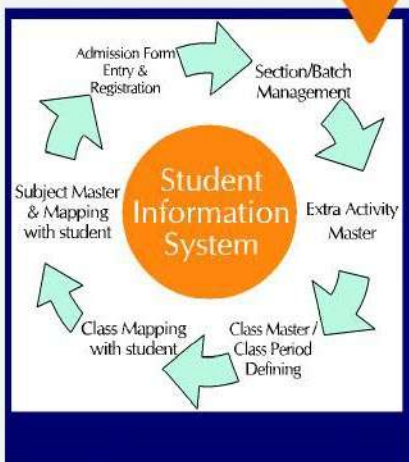 Admission Form
Entry &
Registration
Section/Batch
Management
Extra Activity
Master
Class Master /
Class Period
Defining
Class Mapping
with student
Subject Master
& Mapping
with student
Student
Information
System